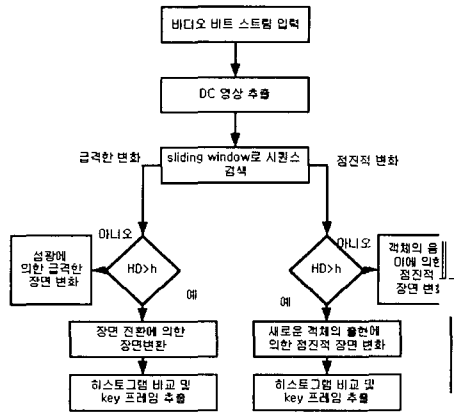 바디오 비트 스트림 입력
DC 영상 추출
sliding window로 시퀀스
검색
급격한 변화
점진적 변화
아니오
HD>h
예
섬광에
의한 급격한
장면 변화
장면 전환에 의한
장면변환
히스토그램 비교 및
key 프레임 추출
아니오
HD>h
예
객체의 움
의한
점진적
장면 변
새로운 객체의 출현에
의한 점진적 장면 변화
히스토그램 비교 및
key 프레임 추출